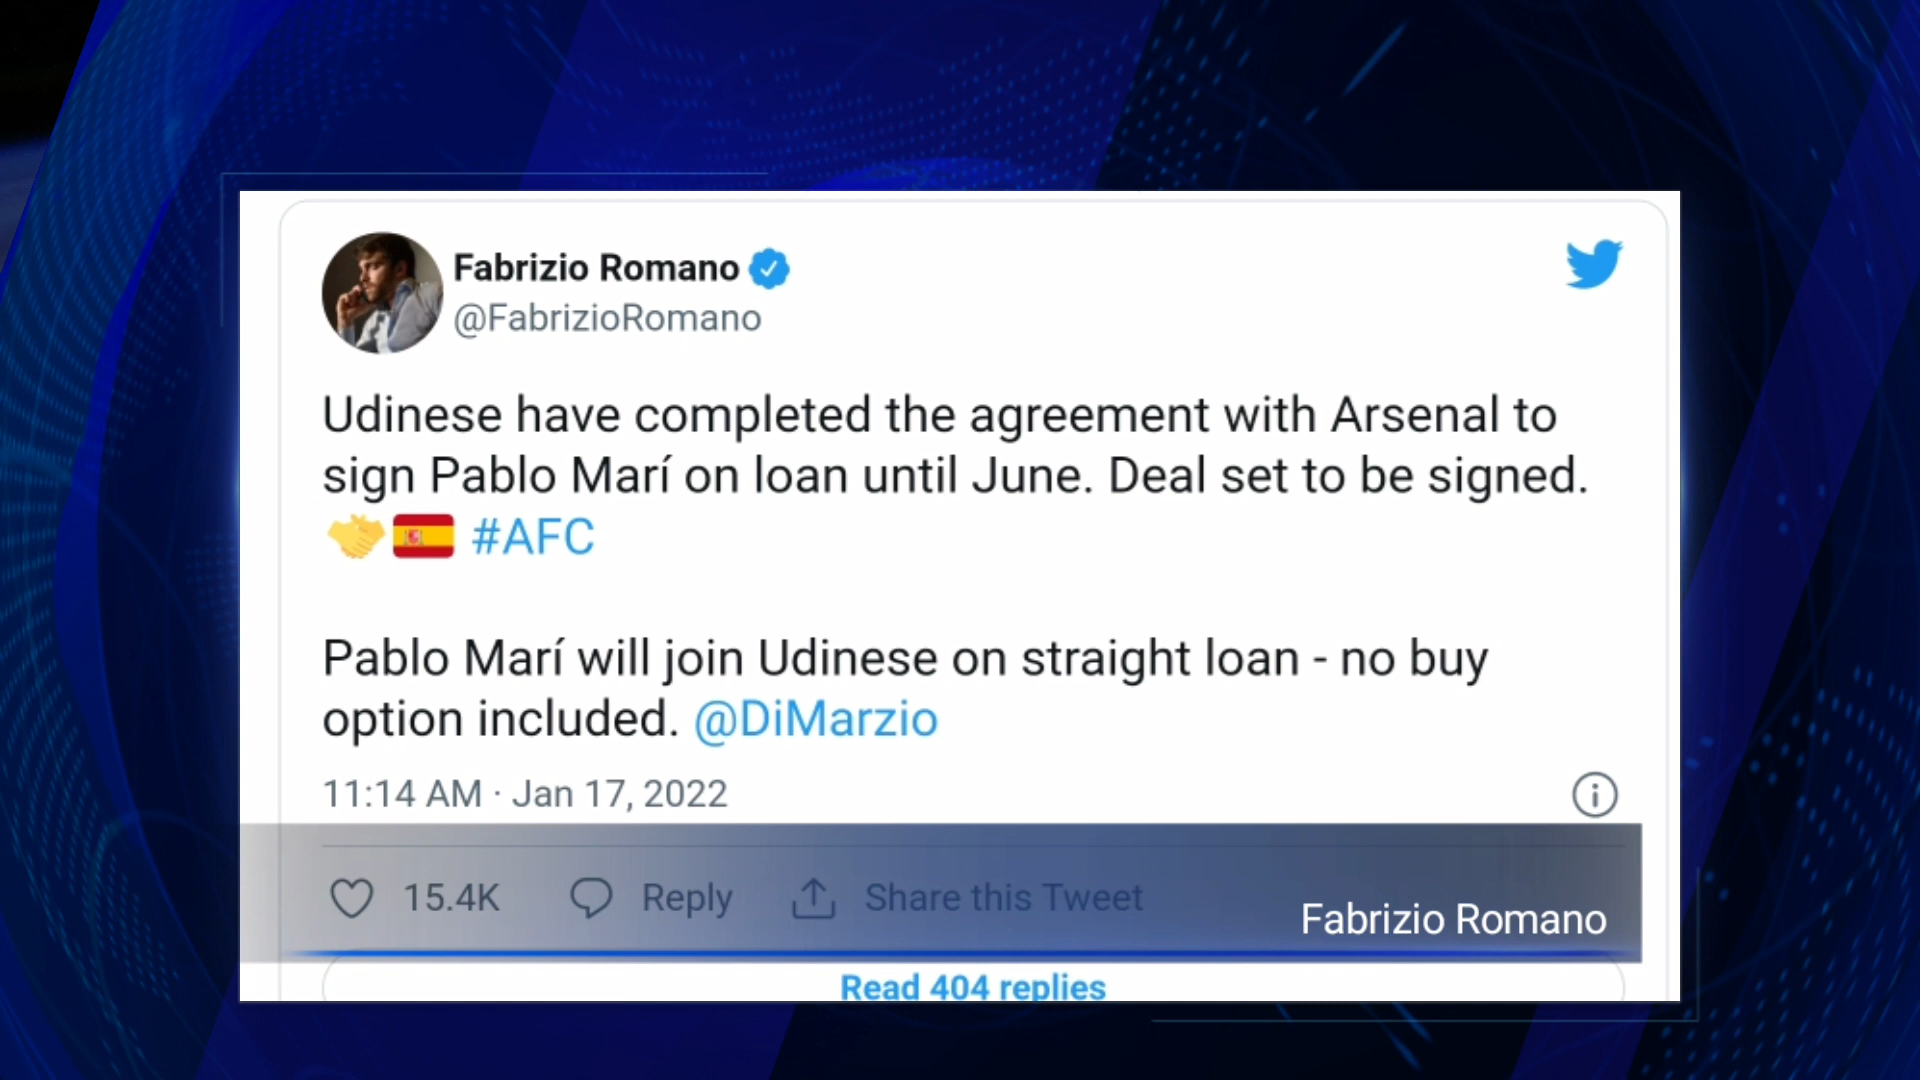 Fabrizio Romano
@FabrizioRomano
Udinese have completed the agreement with Arsenal to
sign Pablo Marí on loan until June. Deal set to be signed.
🤝🇪🇸 #AFC
Pablo Marí will join Udinese on straight loan - no buy
option included. @DiMarzio
11:14 AM · Jan 17, 2022
15.4K Reply Share this Tweet
Fabrizio Romano
Read 404 replies